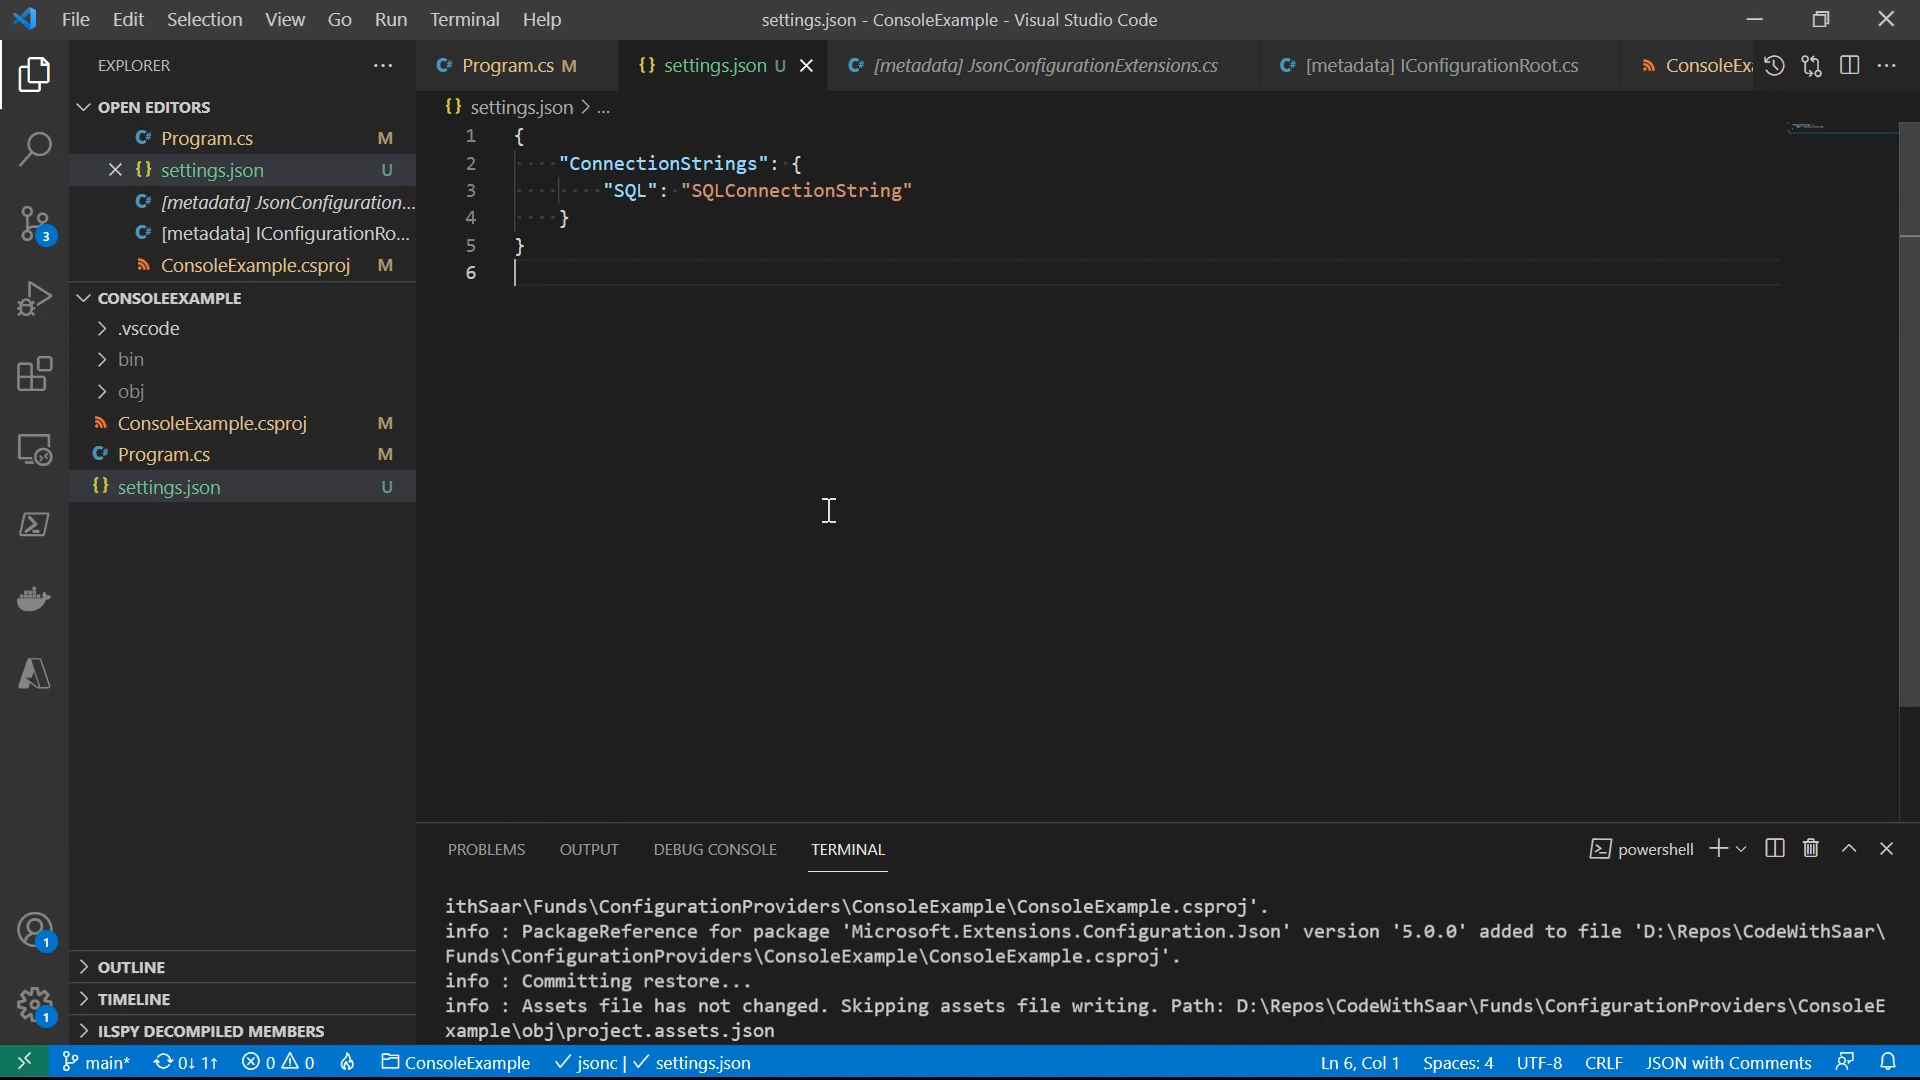 File Edit Selection View Go Run Terminal Help
settings.json - ConsoleExample - Visual Studio Code
EXPLORER
Program.cs M
settings.json U
[metadata] JsonConfigurationExtensions.cs
[metadata] IConfigurationRoot.cs
ConsoleExa
OPEN EDITORS
Program.cs M
settings.json U
[metadata] JsonConfiguration...
[metadata] IConfigurationRo...
ConsoleExample.csproj M
CONSOLEEXAMPLE
.vscode
bin
obj
ConsoleExample.csproj M
Program.cs M
settings.json U
OUTLINE
TIMELINE
ILSPY DECOMPILED MEMBERS
3
1
1
{} settings.json > ...
1 {
2 "ConnectionStrings": {
3 "SQL": "SQLConnectionString"
4 }
5 }
6
PROBLEMS OUTPUT DEBUG CONSOLE TERMINAL
powershell
ithSaar\Funds\ConfigurationProviders\ConsoleExample\ConsoleExample.csproj'.
info : PackageReference for package 'Microsoft.Extensions.Configuration.Json' version '5.0.0' added to file 'D:\Repos\CodeWithSaar\
Funds\ConfigurationProviders\ConsoleExample\ConsoleExample.csproj'.
info : Committing restore...
info : Assets file has not changed. Skipping assets file writing. Path: D:\Repos\CodeWithSaar\Funds\ConfigurationProviders\ConsoleE
xample\obj\project.assets.json
main* 0↓ 1↑ 0 0 ConsoleExample ✓ jsonc | ✓ settings.json
Ln 6, Col 1 Spaces: 4 UTF-8 CRLF JSON with Comments